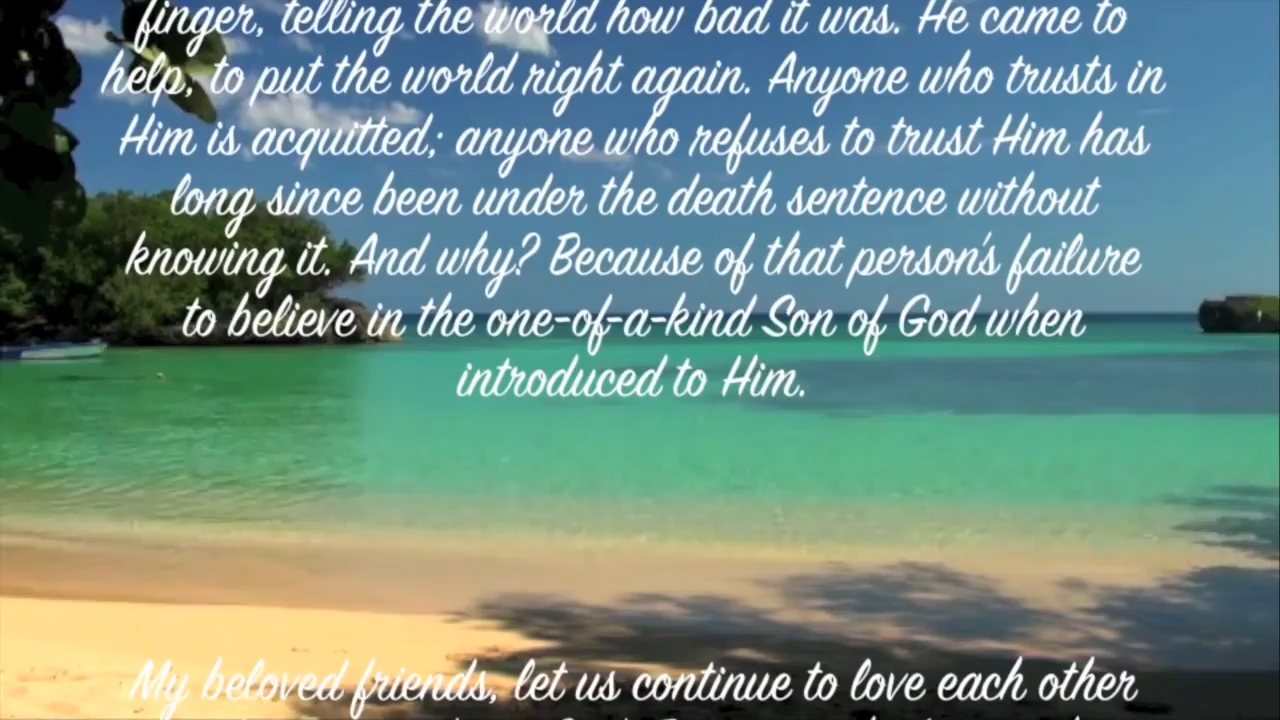 finger, telling the world how bad it was. He came to
help, to put the world right again. Anyone who trusts in
Him is acquitted; anyone who refuses to trust Him has
long since been under the death sentence without
knowing it. And why? Because of that person's failure
to believe in the one-of-a-kind Son of God when
introduced to Him.
My beloved friends, let us continue to love each other